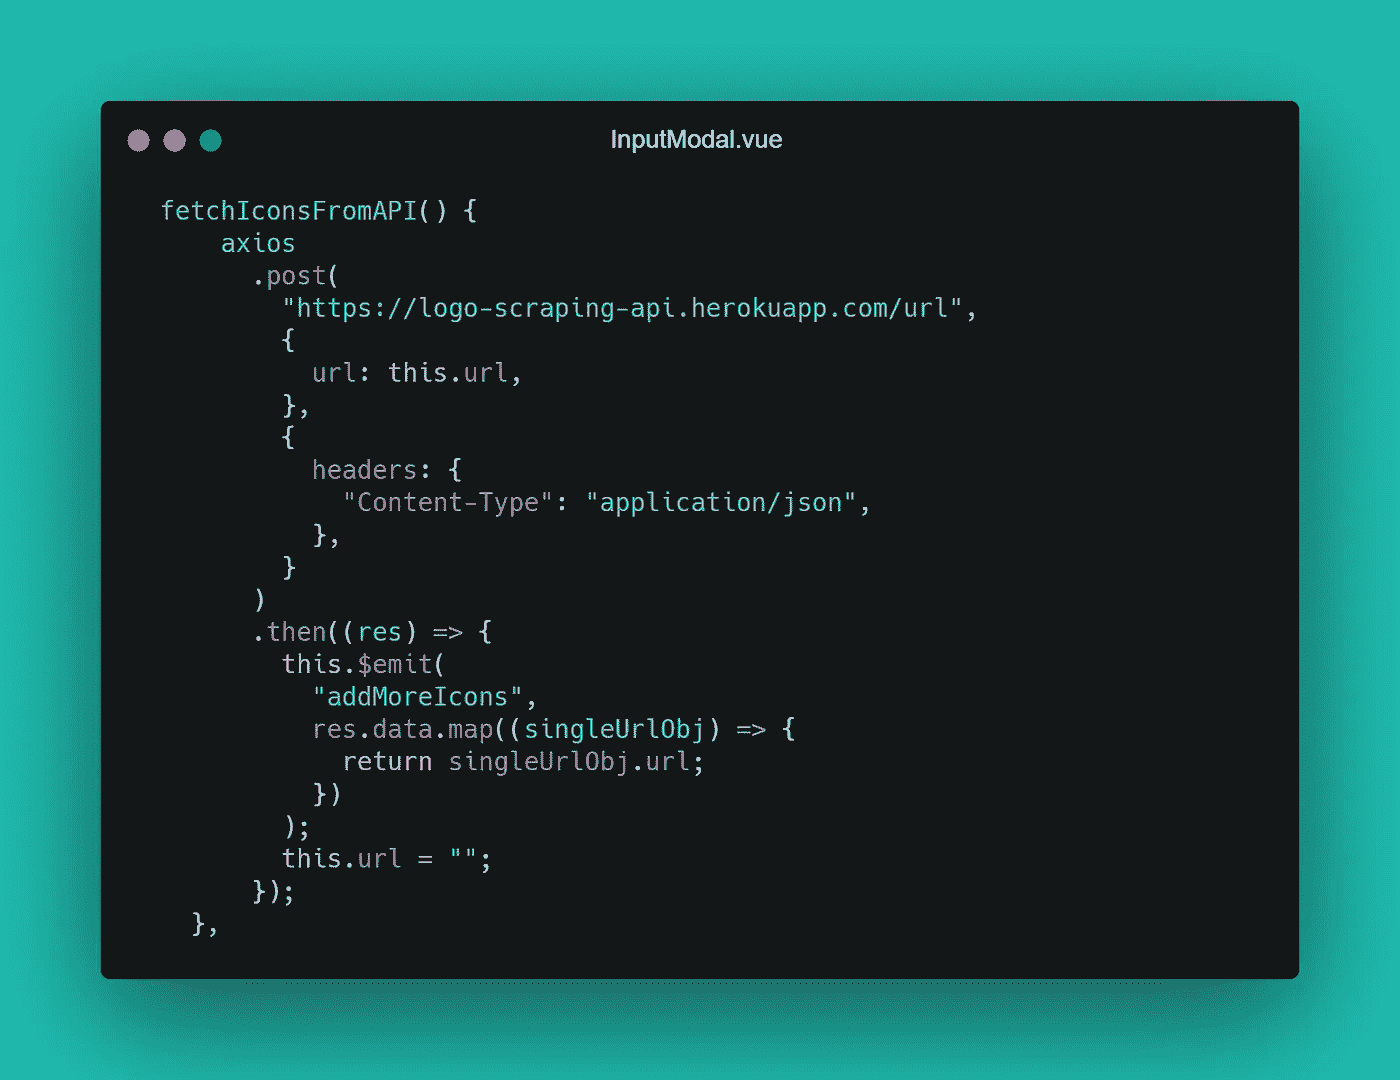 InputModal.vue
fetchIconsFromAPI() {
    axios
      .post(
        "https://logo-scraping-api.herokuapp.com/url",
        {
          url: this.url,
        },
        {
          headers: {
            "Content-Type": "application/json",
          },
        }
      )
      .then((res) => {
        this.$emit(
          "addMoreIcons",
          res.data.map((singleUrlObj) => {
            return singleUrlObj.url;
          })
        );
        this.url = "";
      });
  },